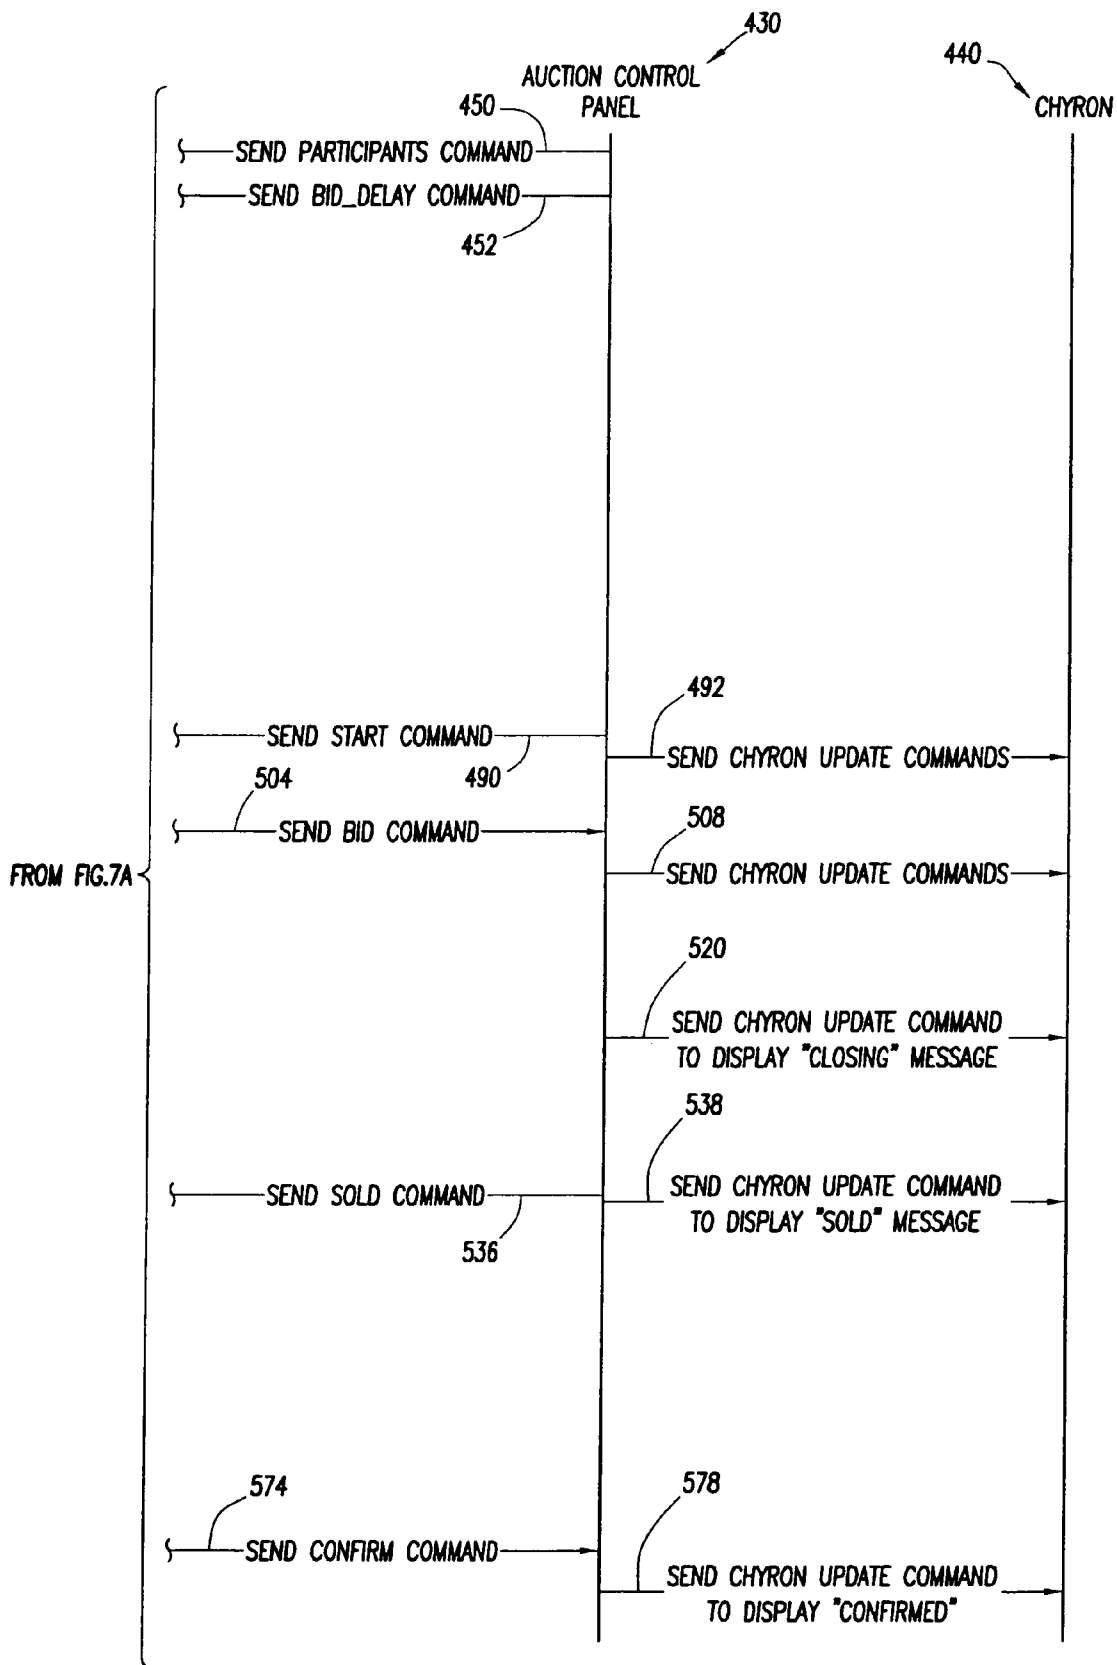 430
440
AUCTION CONTROL
PANEL
CHYRON
450
SEND PARTICIPANTS COMMAND
SEND BID_DELAY COMMAND
452
492
SEND START COMMAND
490
SEND CHYRON UPDATE COMMANDS
504
SEND BID COMMAND
508
FROM FIG.7A
SEND CHYRON UPDATE COMMANDS
520
SEND CHYRON UPDATE COMMAND
TO DISPLAY "CLOSING" MESSAGE
538
SEND SOLD COMMAND
536
SEND CHYRON UPDATE COMMAND
TO DISPLAY "SOLD" MESSAGE
574
SEND CONFIRM COMMAND
578
SEND CHYRON UPDATE COMMAND
TO DISPLAY "CONFIRMED"